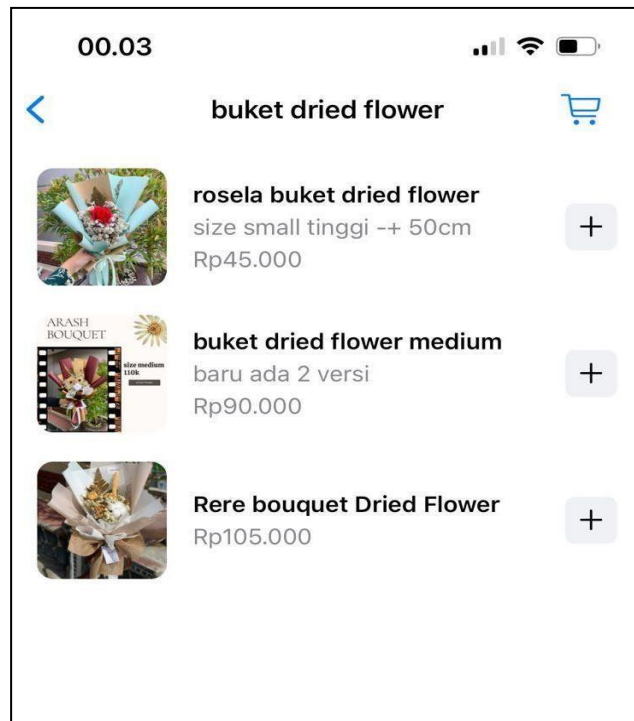 00.03
buket dried flower
rosela buket dried flower
size small tinggi -+ 50cm
Rp45.000
ARASH
BOUQUET
size medium
110k
buket dried flower medium
baru ada 2 versi
Rp90.000
Rere bouquet Dried Flower
Rp105.000